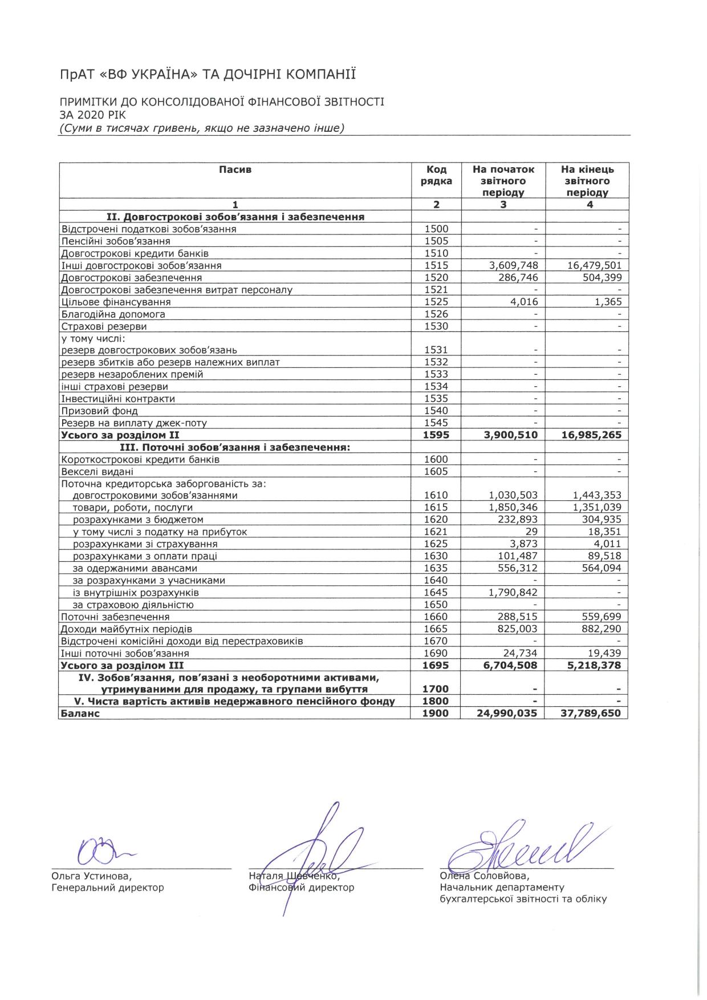 ПрАТ «ВФ УКРАЇНА» ТА ДОЧІРНІ КОМПАНІЇ
ПРИМІТКИ ДО КОНСОЛІДОВАНОЇ ФІНАНСОВОЇ ЗВІТНОСТІ
ЗА 2020 РІК
(Суми в тисячах гривень, якщо не зазначено інше)
Пасив Код рядка На початок звітного періоду На кінець звітного періоду
1 2 3 4
II. Довгострокові зобов’язання і забезпечення
Відстрочені податкові зобов’язання 1500 - -
Пенсійні зобов’язання 1505 - -
Довгострокові кредити банків 1510 - -
Інші довгострокові зобов’язання 1515 3,609,748 16,479,501
Довгострокові забезпечення 1520 286,746 504,399
Довгострокові забезпечення витрат персоналу 1521 - -
Цільове фінансування 1525 4,016 1,365
Благодійна допомога 1526 - -
Страхові резерви 1530 - -
у тому числі:
резерв довгострокових зобов’язань 1531 - -
резерв збитків або резерв належних виплат 1532 - -
резерв незароблених премій 1533 - -
інші страхові резерви 1534 - -
Інвестиційні контракти 1535 - -
Призовий фонд 1540 - -
Резерв на виплату джек-поту 1545 - -
Усього за розділом II 1595 3,900,510 16,985,265
III. Поточні зобов’язання і забезпечення:
Короткострокові кредити банків 1600 - -
Векселі видані 1605 - -
Поточна кредиторська заборгованість за:
довгостроковими зобов’язаннями 1610 1,030,503 1,443,353
товари, роботи, послуги 1615 1,850,346 1,351,039
розрахунками з бюджетом 1620 232,893 304,935
у тому числі з податку на прибуток 1621 29 18,351
розрахунками зі страхування 1625 3,873 4,011
розрахунками з оплати праці 1630 101,487 89,518
за одержаними авансами 1635 556,312 564,094
за розрахунками з учасниками 1640 - -
із внутрішніх розрахунків 1645 1,790,842 -
за страховою діяльністю 1650 - -
Поточні забезпечення 1660 288,515 559,699
Доходи майбутніх періодів 1665 825,003 882,290
Відстрочені комісійні доходи від перестраховиків 1670 - -
Інші поточні зобов’язання 1690 24,734 19,439
Усього за розділом III 1695 6,704,508 5,218,378
IV. Зобов’язання, пов’язані з необоротними активами,
утримуваними для продажу, та групами вибуття 1700 - -
V. Чиста вартість активів недержавного пенсійного фонду 1800 - -
Баланс 1900 24,990,035 37,789,650
Ольга Устинова,
Генеральний директор
Наталя Шевченко,
Фінансовий директор
Олена Соловйова,
Начальник департаменту
бухгалтерської звітності та обліку